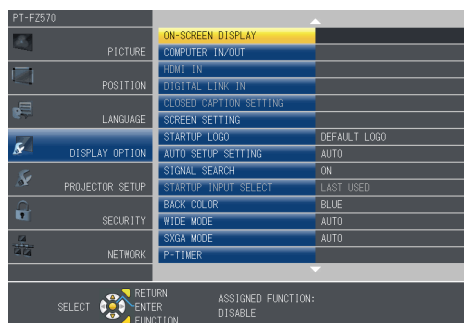 PT-FZ570
PICTURE
POSITION
LANGUAGE
DISPLAY OPTION
PROJECTOR SETUP
SECURITY
NETWORK
ON-SCREEN DISPLAY
COMPUTER IN/OUT
HDMI IN
DIGITAL LINK IN
CLOSED CAPTION SETTING
SCREEN SETTING
STARTUP LOGO DEFAULT LOGO
AUTO SETUP SETTING AUTO
SIGNAL SEARCH ON
STARTUP INPUT SELECT LAST USED
BACK COLOR BLUE
WIDE MODE AUTO
SXGA MODE AUTO
P-TIMER
SELECT
RETURN
ENTER
FUNCTION
ASSIGNED FUNCTION:
DISABLE